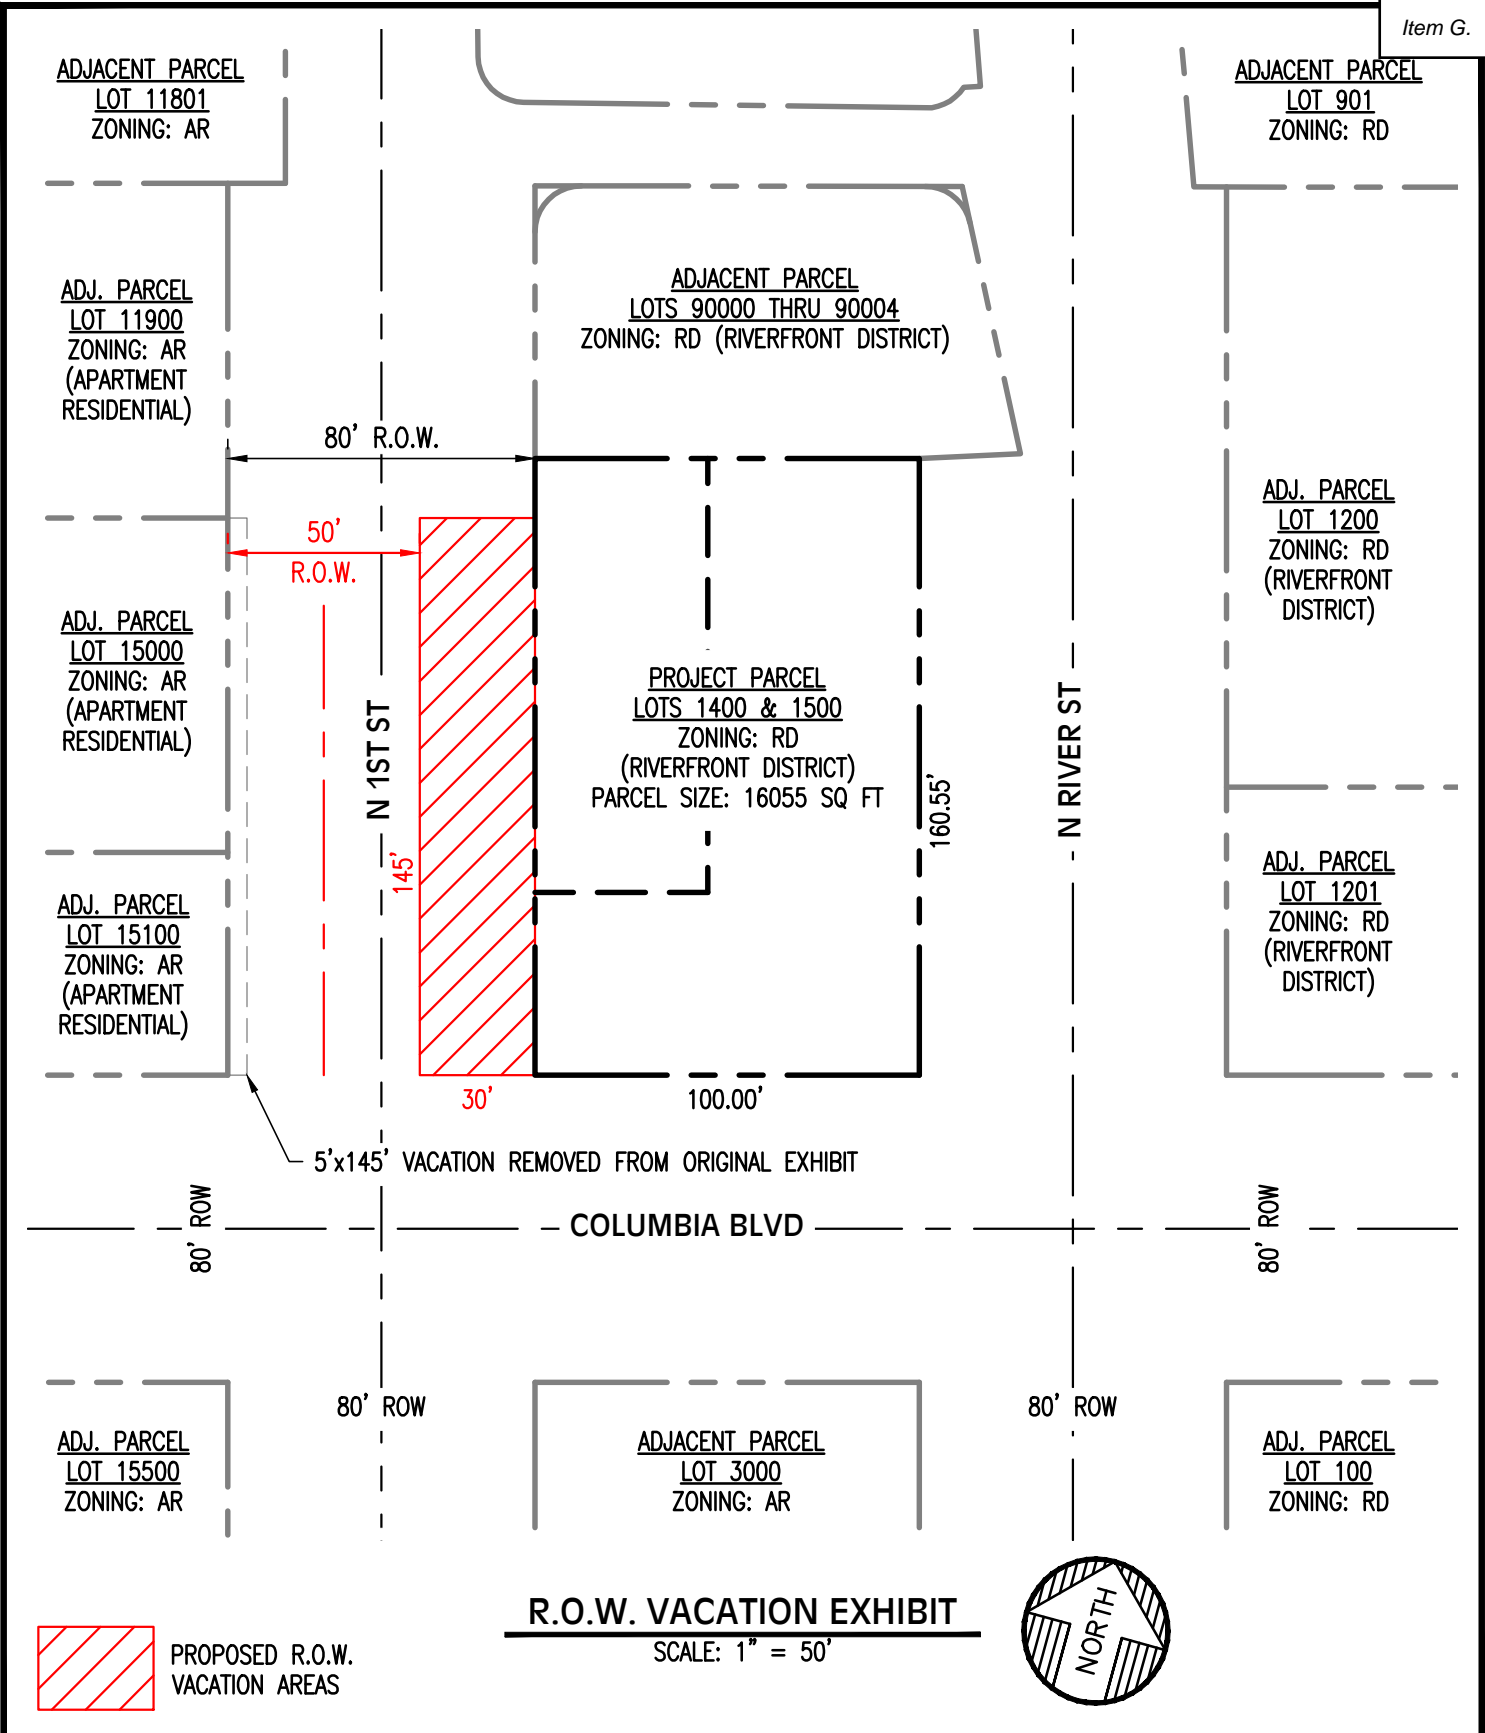 Item G.
ADJACENT PARCEL
LOT 11801
ZONING: AR
ADJACENT PARCEL
LOT 901
ZONING: RD
ADJ. PARCEL
LOT 11900
ZONING: AR
(APARTMENT
RESIDENTIAL)
ADJACENT PARCEL
LOTS 90000 THRU 90004
ZONING: RD (RIVERFRONT DISTRICT)
80' R.O.W.
50'
R.O.W.
ADJ. PARCEL
LOT 1200
ZONING: RD
(RIVERFRONT
DISTRICT)
ADJ. PARCEL
LOT 15000
ZONING: AR
(APARTMENT
RESIDENTIAL)
N 1ST ST
145'
PROJECT PARCEL
LOTS 1400 & 1500
ZONING: RD
(RIVERFRONT DISTRICT)
PARCEL SIZE: 16055 SQ FT
160.55'
N RIVER ST
ADJ. PARCEL
LOT 15100
ZONING: AR
(APARTMENT
RESIDENTIAL)
ADJ. PARCEL
LOT 1201
ZONING: RD
(RIVERFRONT
DISTRICT)
30'
100.00'
5'x145' VACATION REMOVED FROM ORIGINAL EXHIBIT
80' ROW
COLUMBIA BLVD
80' ROW
80' ROW
80' ROW
ADJ. PARCEL
LOT 15500
ZONING: AR
ADJACENT PARCEL
LOT 3000
ZONING: AR
ADJ. PARCEL
LOT 100
ZONING: RD
R.O.W. VACATION EXHIBIT
SCALE: 1" = 50'
NORTH
PROPOSED R.O.W.
VACATION AREAS